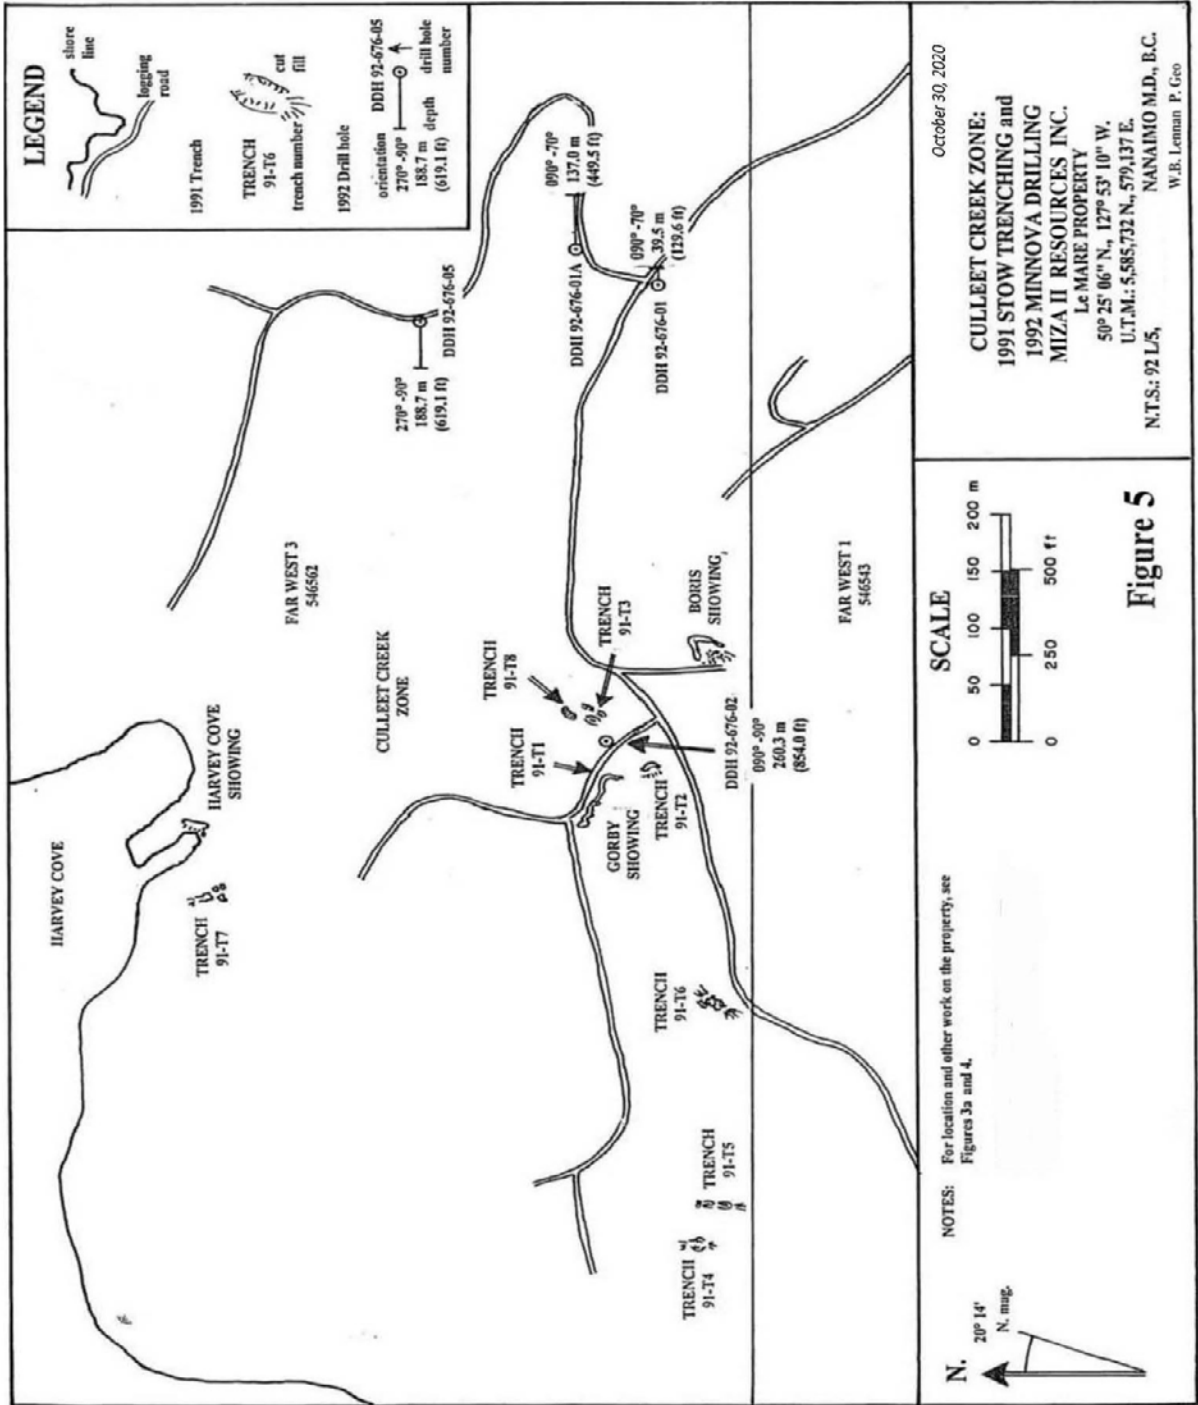 LEGEND
shore
line
logging
road
1991 Trench
TRENCH
91-T6
trench number
cut
fill
1992 Drill hole
orientation
270° -90°
188.7 m
(619.1 ft)
depth
DDH 92-676-05
drill hole
number
HARVEY COVE
HARVEY COVE
SHOWING
TRENCH
91-T7
FAR WEST 3
546562
CULLEET CREEK
ZONE
270° -90°
188.7 m
(619.1 ft)
DDH 92-676-05
090° -70°
137.0 m
(449.5 ft)
DDH 92-676-01A
090° -70°
39.5 m
(129.6 ft)
DDH 92-676-01
TRENCH
91-T8
TRENCH
91-T1
TRENCH
91-T3
GORBY
SHOWING
TRENCH
91-T2
BORIS
SHOWING
DDH 92-676-02
090° -90°
260.3 m
(854.0 ft)
TRENCH
91-T6
TRENCH
91-T5
TRENCH
91-T4
FAR WEST 1
546543
N.
20° 14'
N. mag.
NOTES: For location and other work on the property, see
Figures 3a and 4.
SCALE
0 50 100 150 200 m
0 250 500 ft
Figure 5
October 30, 2020
CULLEET CREEK ZONE:
1991 STOW TRENCHING and
1992 MINNOVA DRILLING
MIZA II RESOURCES INC.
Le MARE PROPERTY
50° 25' 06" N., 127° 53' 10" W.
U.T.M.: 5,585,732 N., 579,137 E.
N.T.S.: 92 L/5, NANAIMO M.D., B.C.
W.B. Lennan P. Geo